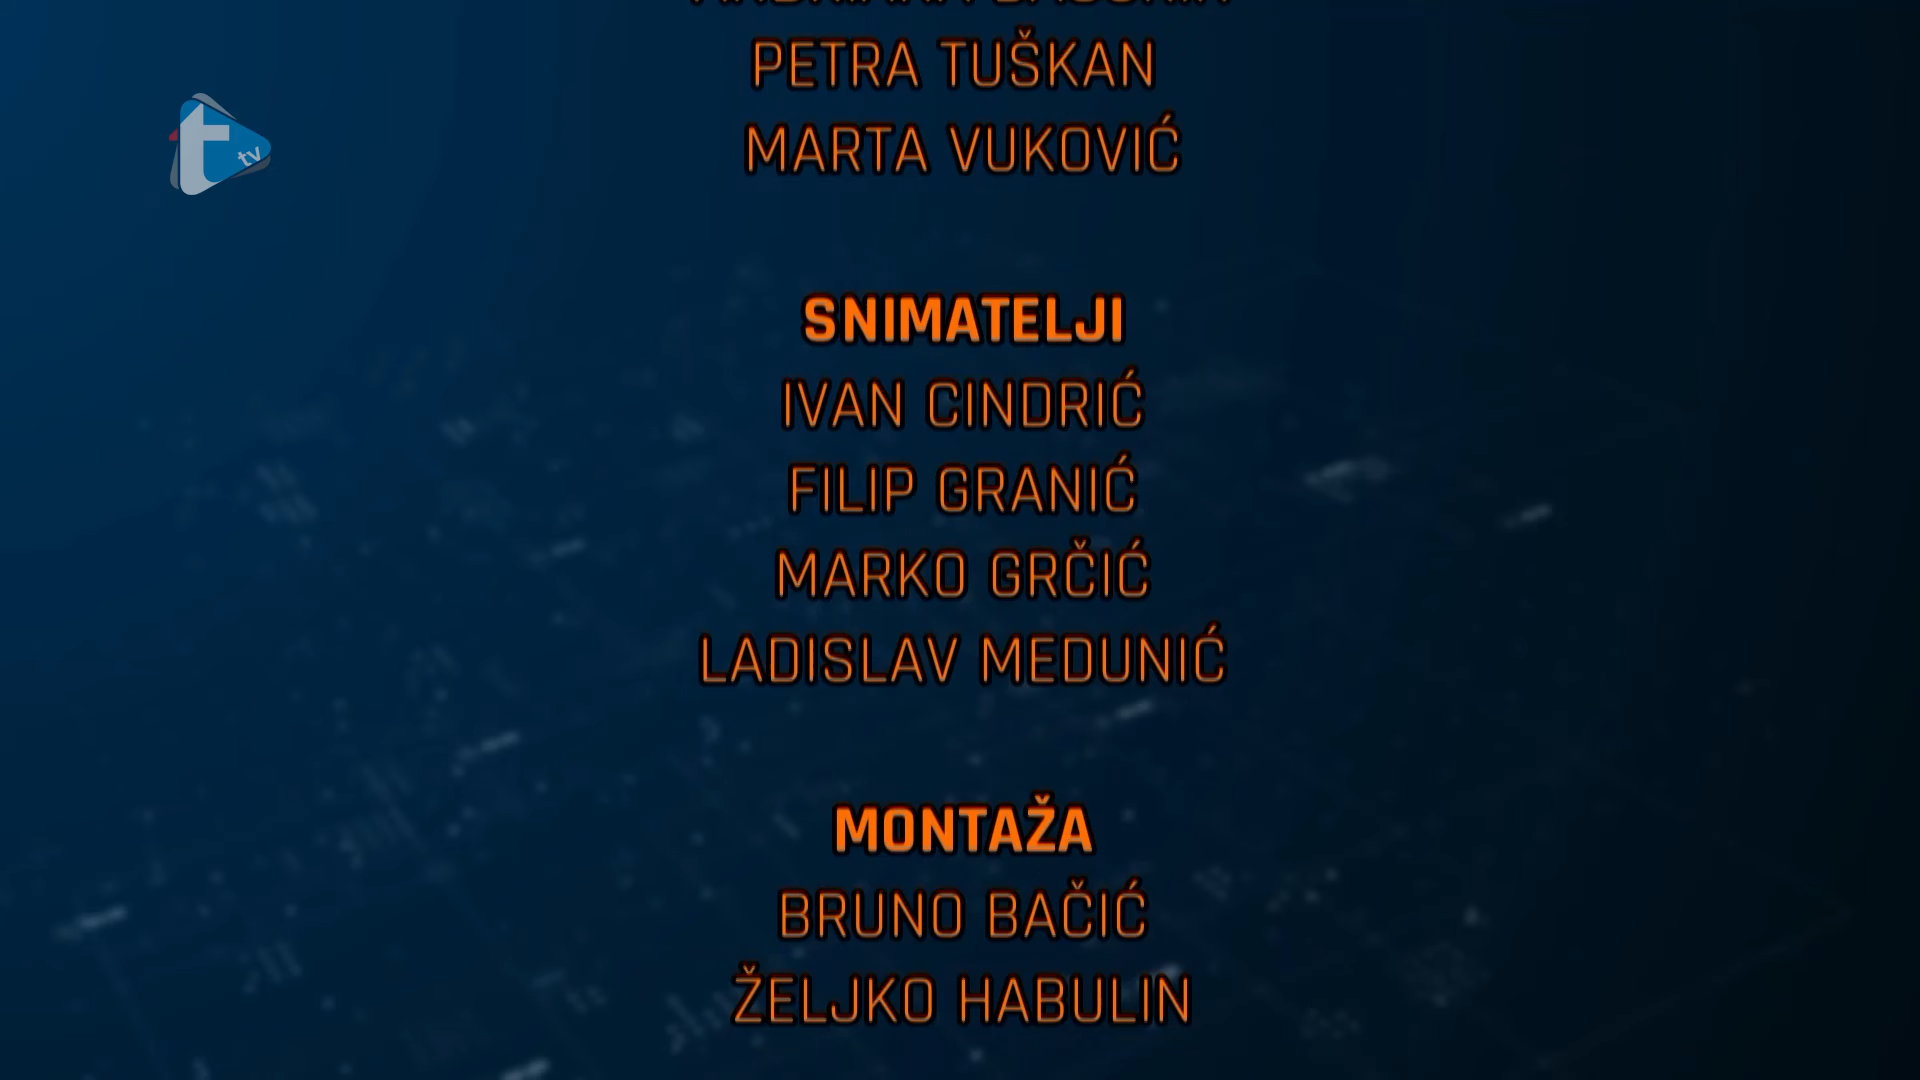 PETRA TUŠKAN
MARTA VUKOVIĆ
t tv
SNIMATELJI
IVAN CINDRIĆ
FILIP GRANIĆ
MARKO GRČIĆ
LADISLAV MEDUNIĆ
MONTAŽA
BRUNO BAČIĆ
ŽELJKO HABULIN